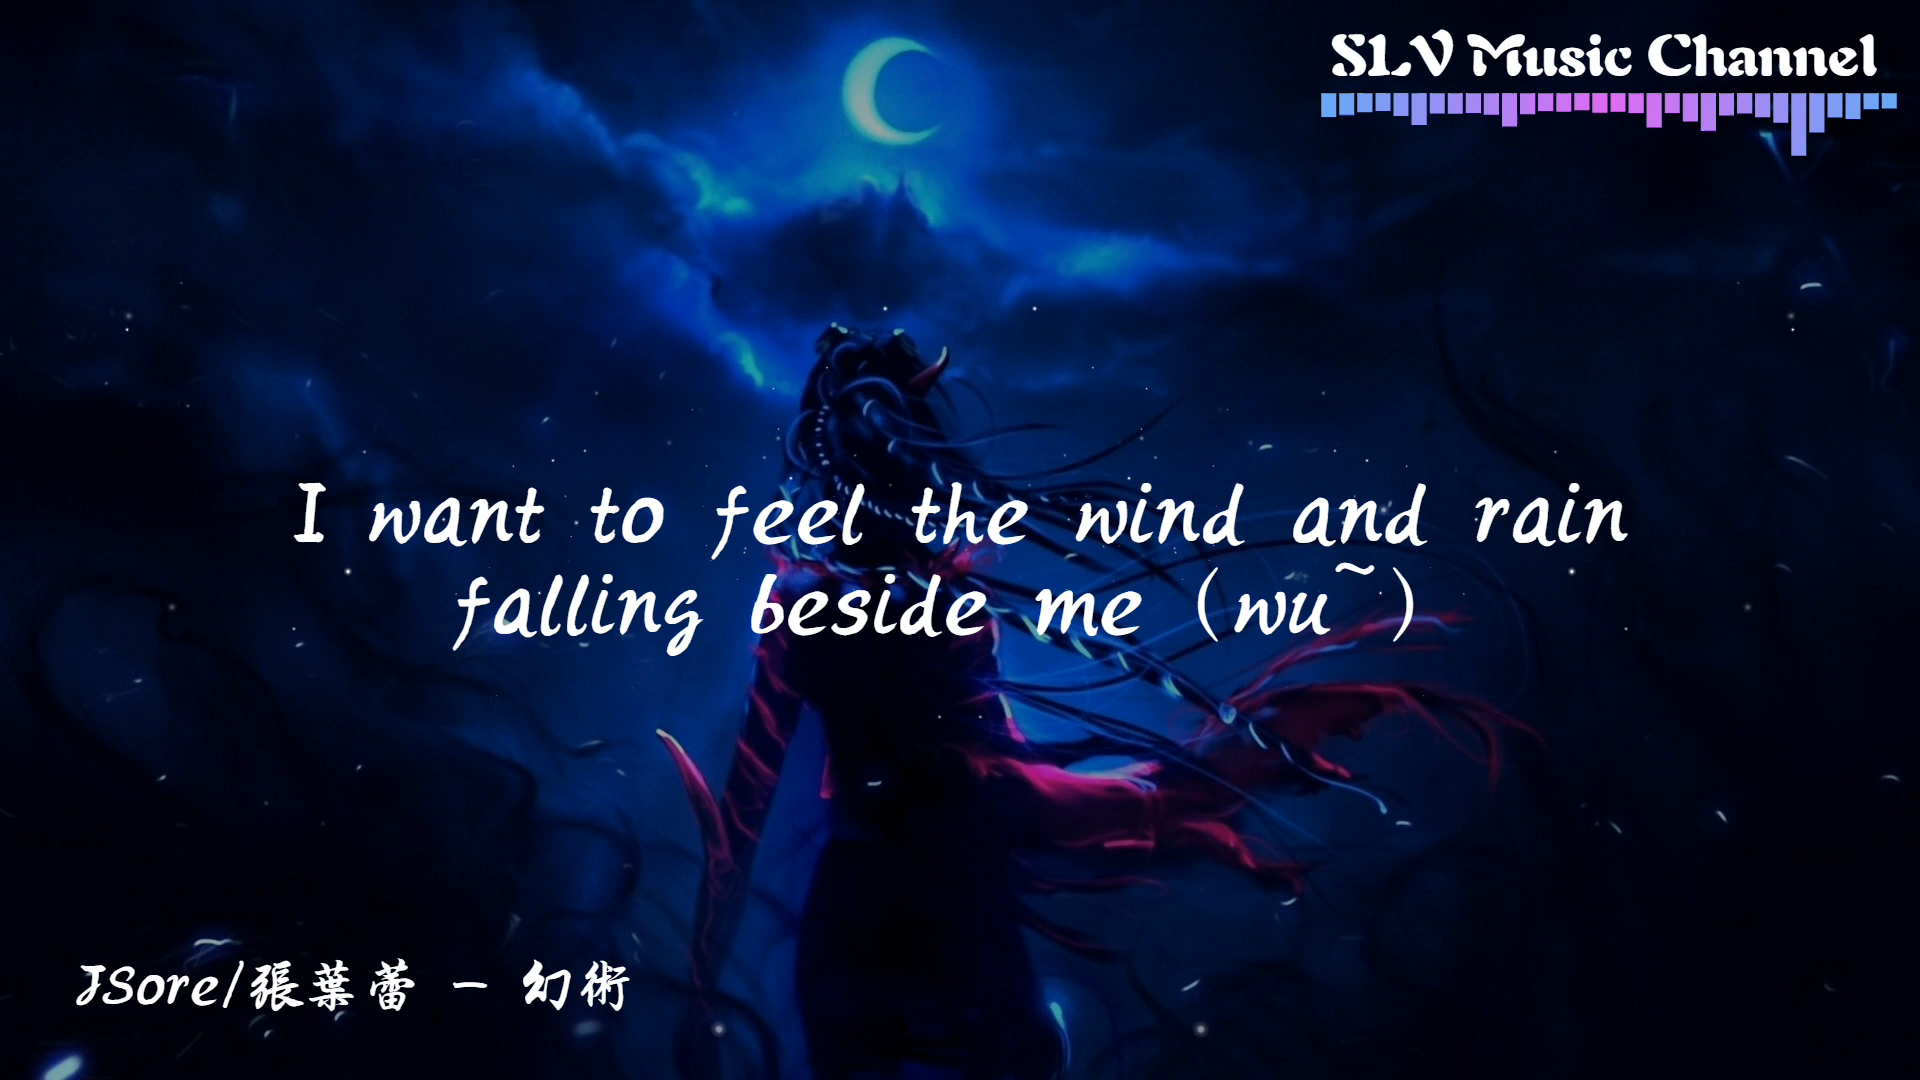 SLV Music Channel
I want to feel the wind and rain
falling beside me (wu~)
JSore/張葉蕾 - 幻術